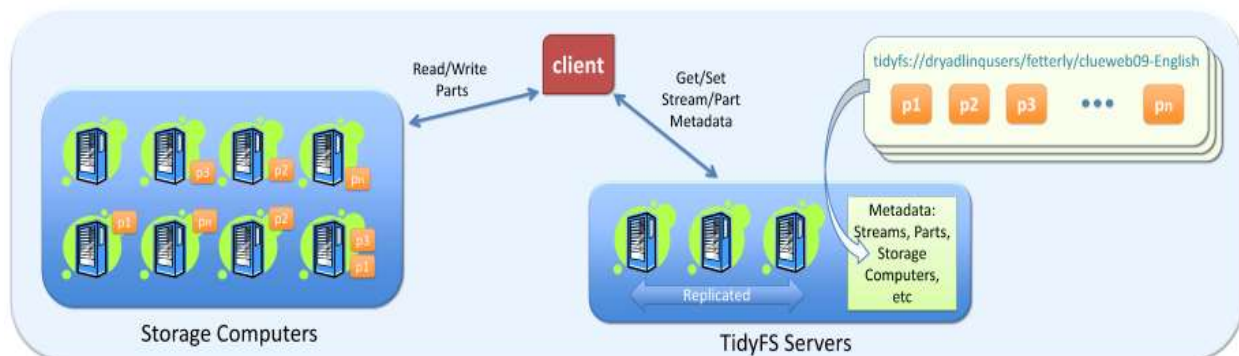 tidyfs://dryadlinqusers/fetterly/clueweb09-English
p1 p2 p3 ••• pn
client
Read/Write
Parts
Get/Set
Stream/Part
Metadata
p3 p2 pn
p1 pn p2 p3
p1
Storage Computers
Metadata:
Streams, Parts,
Storage
Computers,
etc
Replicated
TidyFS Servers